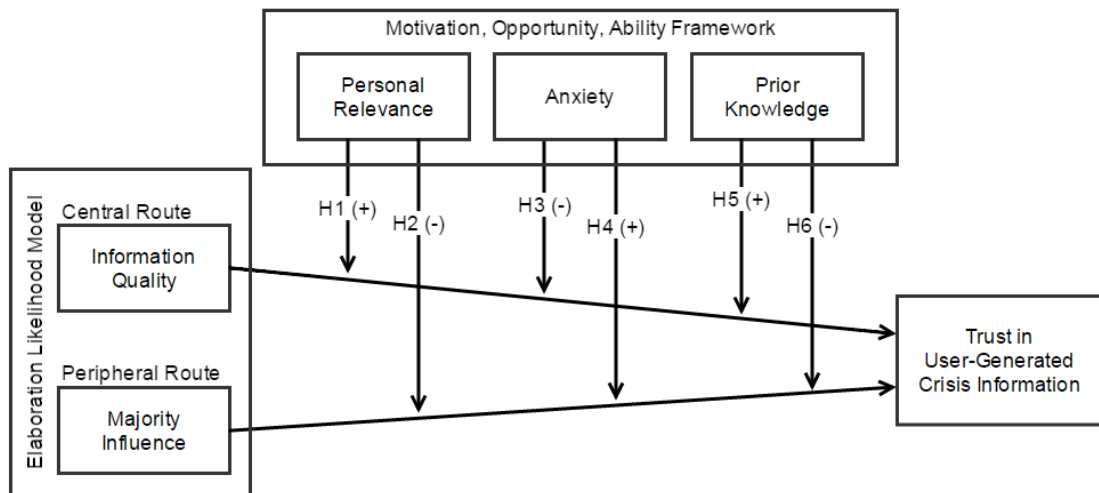 Motivation, Opportunity, Ability Framework
Personal
Relevance
Anxiety
Prior
Knowledge
H1 (+)
H2 (-)
H3 (-)
H4 (+)
H5 (+)
H6 (-)
Elaboration Likelihood Model
Central Route
Information
Quality
Peripheral Route
Majority
Influence
Trust in
User-Generated
Crisis Information